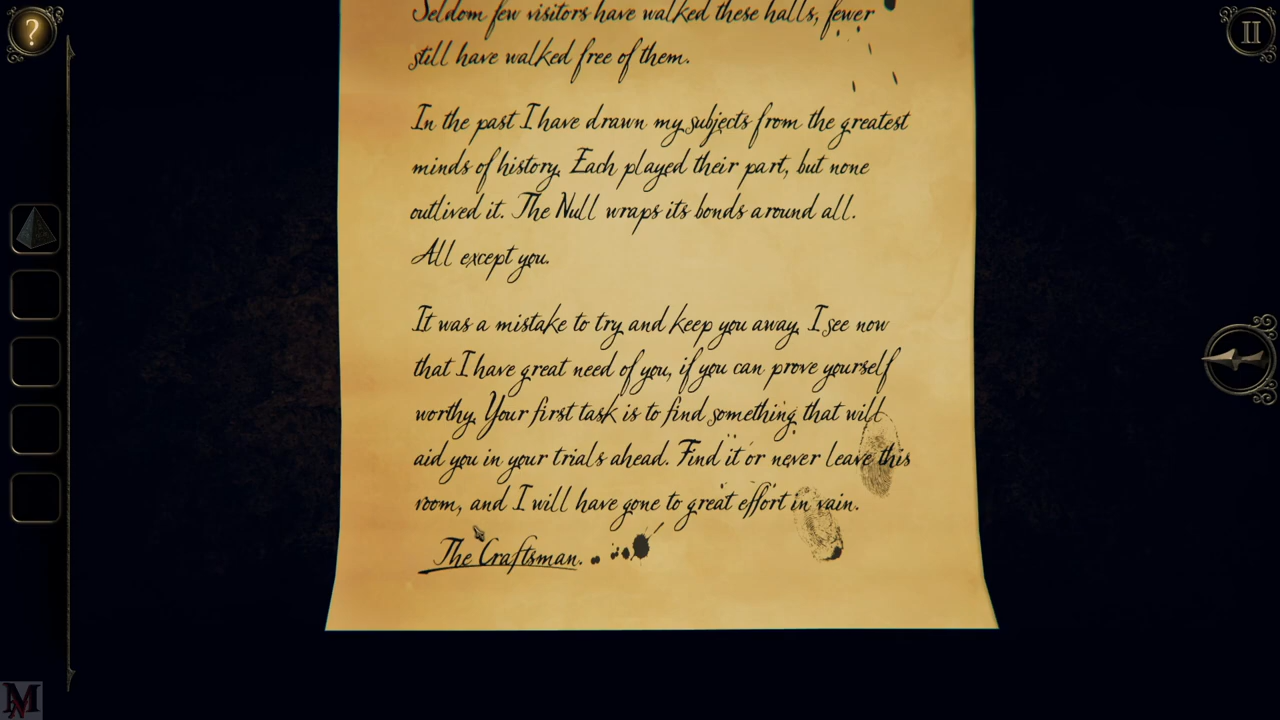 ?
Seldom few visitors have walked these halls, fewer
still have walked free of them.
In the past I have drawn my subjects from the greatest
minds of history. Each played their part, but none
outlived it. The Null wraps its bonds around all.
All except you.
It was a mistake to try and keep you away. I see now
that I have great need of you, if you can prove yourself
worthy. Your first task is to find something that will
aid you in your trials ahead. Find it or never leave this
room, and I will have gone to great effort in vain.
The Craftsman.
M